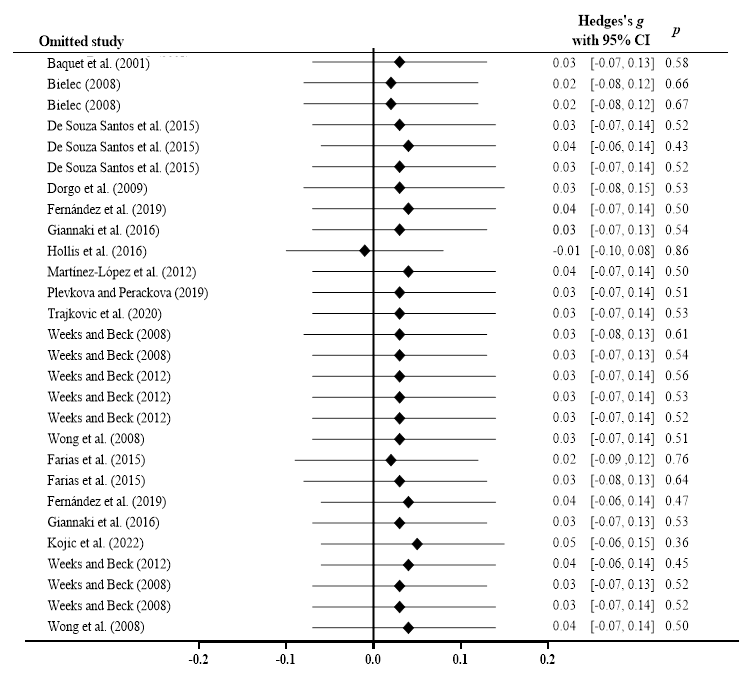 Hedges's g
with 95% CI
p
Omitted study
Baquet et al. (2001) 0.03 [-0.07, 0.13] 0.58
Bielec (2008) 0.02 [-0.08, 0.12] 0.66
Bielec (2008) 0.02 [-0.08, 0.12] 0.67
De Souza Santos et al. (2015) 0.03 [-0.07, 0.14] 0.52
De Souza Santos et al. (2015) 0.04 [-0.06, 0.14] 0.43
De Souza Santos et al. (2015) 0.03 [-0.07, 0.14] 0.52
Dorgo et al. (2009) 0.03 [-0.08, 0.15] 0.53
Fernández et al. (2019) 0.04 [-0.07, 0.14] 0.50
Giannaki et al. (2016) 0.03 [-0.07, 0.13] 0.54
Hollis et al. (2016) -0.01 [-0.10, 0.08] 0.86
Martínez-López et al. (2012) 0.04 [-0.07, 0.14] 0.50
Plevkova and Perackova (2019) 0.03 [-0.07, 0.14] 0.51
Trajkovic et al. (2020) 0.03 [-0.07, 0.14] 0.53
Weeks and Beck (2008) 0.03 [-0.08, 0.13] 0.61
Weeks and Beck (2008) 0.03 [-0.07, 0.13] 0.54
Weeks and Beck (2012) 0.03 [-0.07, 0.14] 0.56
Weeks and Beck (2012) 0.03 [-0.07, 0.14] 0.53
Weeks and Beck (2012) 0.03 [-0.07, 0.14] 0.52
Wong et al. (2008) 0.03 [-0.07, 0.14] 0.51
Farias et al. (2015) 0.02 [-0.09 ,0.12] 0.76
Farias et al. (2015) 0.03 [-0.08, 0.13] 0.64
Fernández et al. (2019) 0.04 [-0.06, 0.14] 0.47
Giannaki et al. (2016) 0.03 [-0.07, 0.13] 0.53
Kojic et al. (2022) 0.05 [-0.06, 0.15] 0.36
Weeks and Beck (2012) 0.04 [-0.06, 0.14] 0.45
Weeks and Beck (2008) 0.03 [-0.07, 0.13] 0.52
Weeks and Beck (2008) 0.03 [-0.07, 0.14] 0.52
Wong et al. (2008) 0.04 [-0.07, 0.14] 0.50
-0.2 -0.1 0.0 0.1 0.2